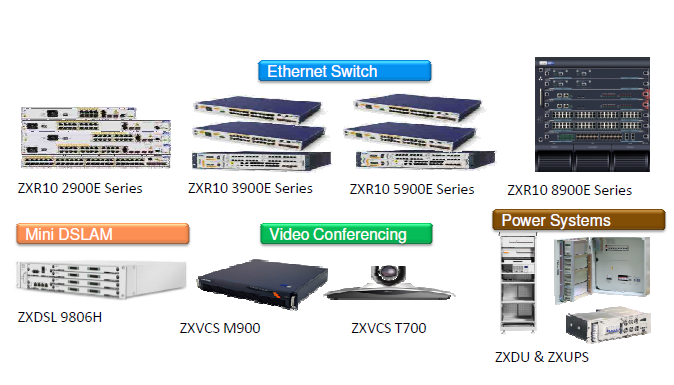 Ethernet Switch
ZXR10 2900E Series
ZXR10 3900E Series
ZXR10 5900E Series
ZXR10 8900E Series
Mini DSLAM
Video Conferencing
Power Systems
ZXDSL 9806H
ZXVCS M900
ZXVCS T700
ZXDU & ZXUPS